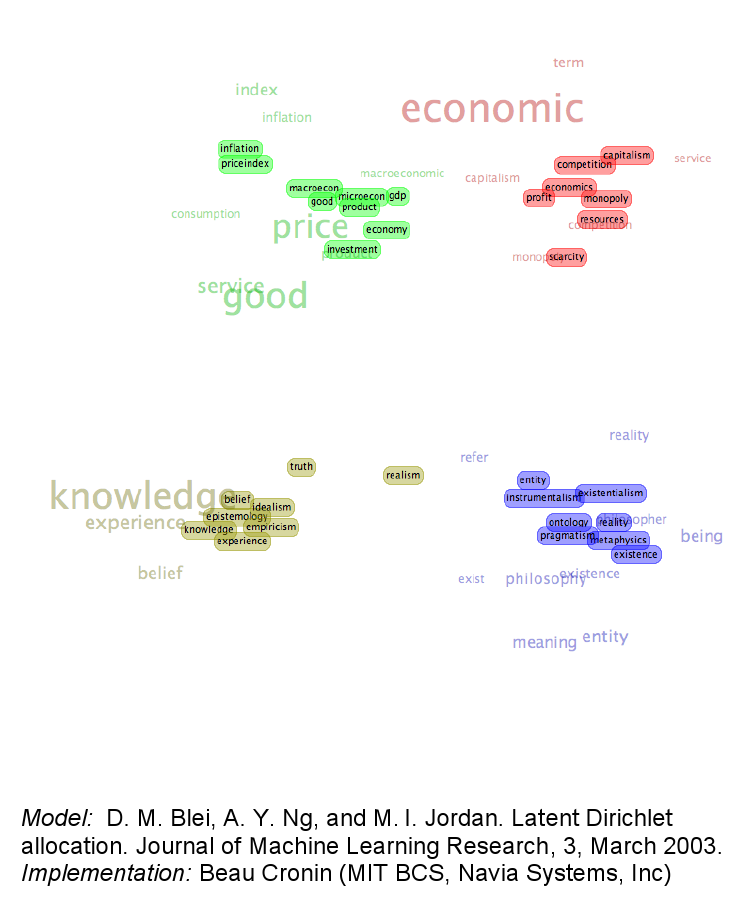 term
index
economic
inflation
inflation
capitalism
competition
service
priceindex
macroeconomic
capitalism
macroecon
economics
microecon
gdp
profit
monopoly
good
product
consumption
resources
price
competition
economy
investment
product
monopoly
scarcity
service
good
reality
refer
truth
realism
entity
knowledge
existentialism
belief
instrumentalism
idealism
epistemology
philosopher
experience
ontology
reality
knowledge
empiricism
pragmatism
being
experience
metaphysics
existence
belief
existence
exist
philosophy
entity
meaning
Model: D. M. Blei, A. Y. Ng, and M. I. Jordan. Latent Dirichlet
allocation. Journal of Machine Learning Research, 3, March 2003.
Implementation: Beau Cronin (MIT BCS, Navia Systems, Inc)